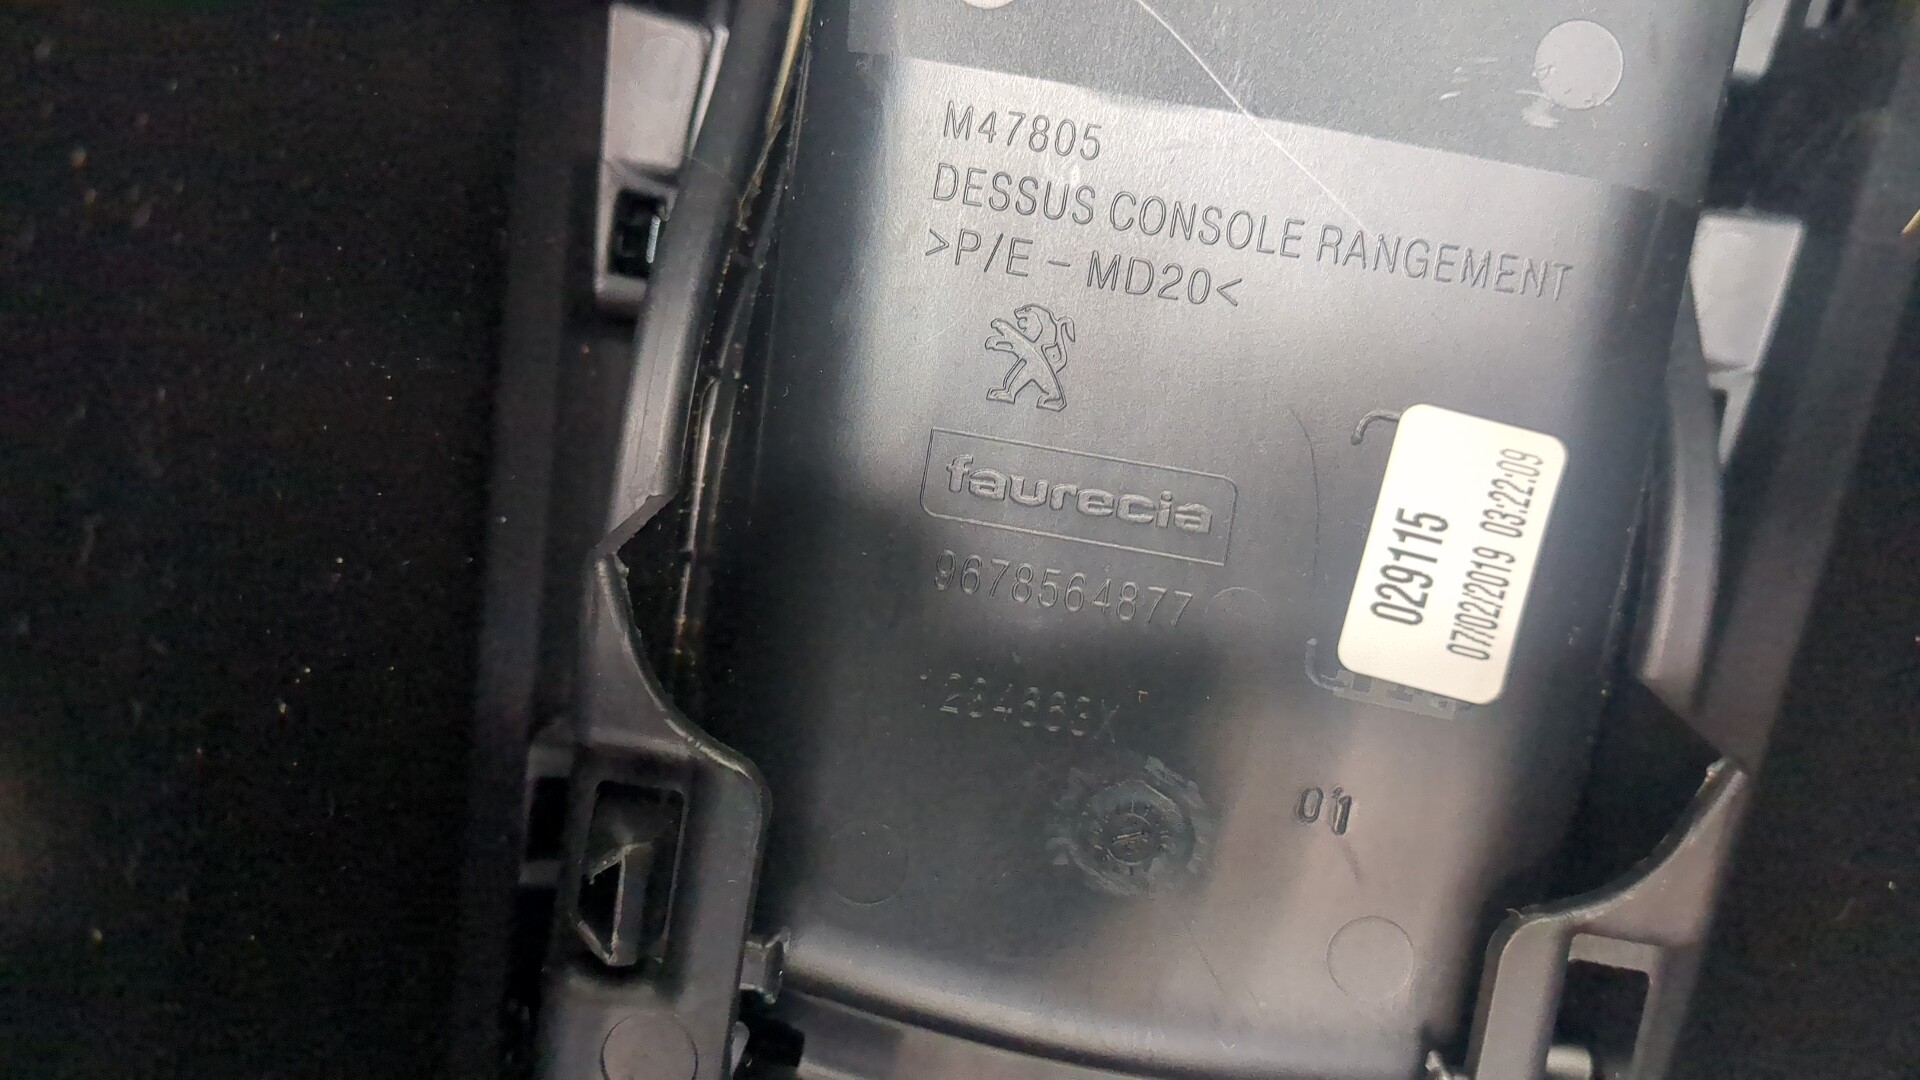 M47805
DESSUS CONSOLE RANGEMENT
>P/E - MD20<
faurecia
9678564877
01
029115
07/02/2019 03:22:09